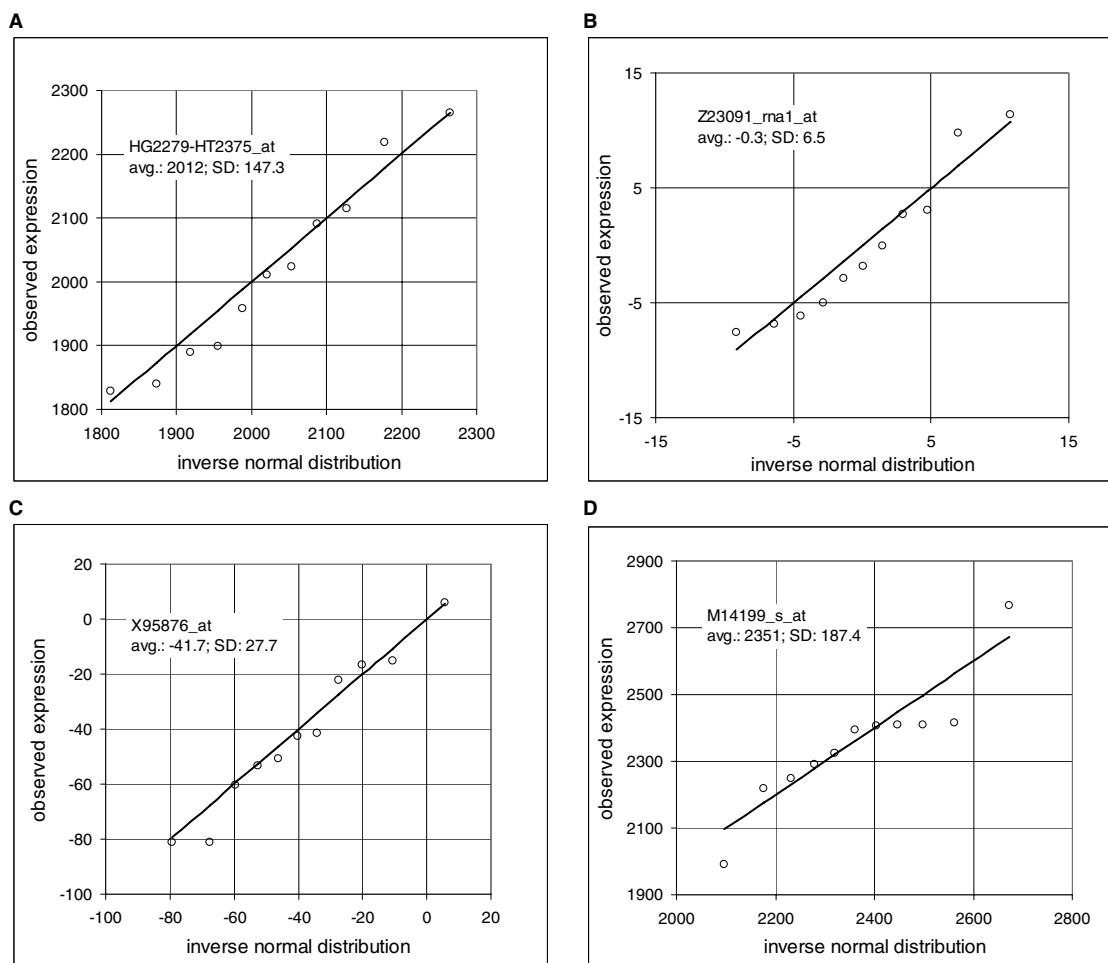 A
2300
2200
2100
2000
1900
1800
1800 1900 2000 2100 2200 2300
HG2279-HT2375_at
avg.: 2012; SD: 147.3
observed expression
inverse normal distribution
B
15
5
-5
-15
-15 -5 5 15
Z23091_rna1_at
avg.: -0.3; SD: 6.5
observed expression
inverse normal distribution
C
20
0
-20
-40
-60
-80
-100
-100 -80 -60 -40 -20 0 20
X95876_at
avg.: -41.7; SD: 27.7
observed expression
inverse normal distribution
D
2900
2700
2500
2300
2100
1900
2000 2200 2400 2600 2800
M14199_s_at
avg.: 2351; SD: 187.4
observed expression
inverse normal distribution